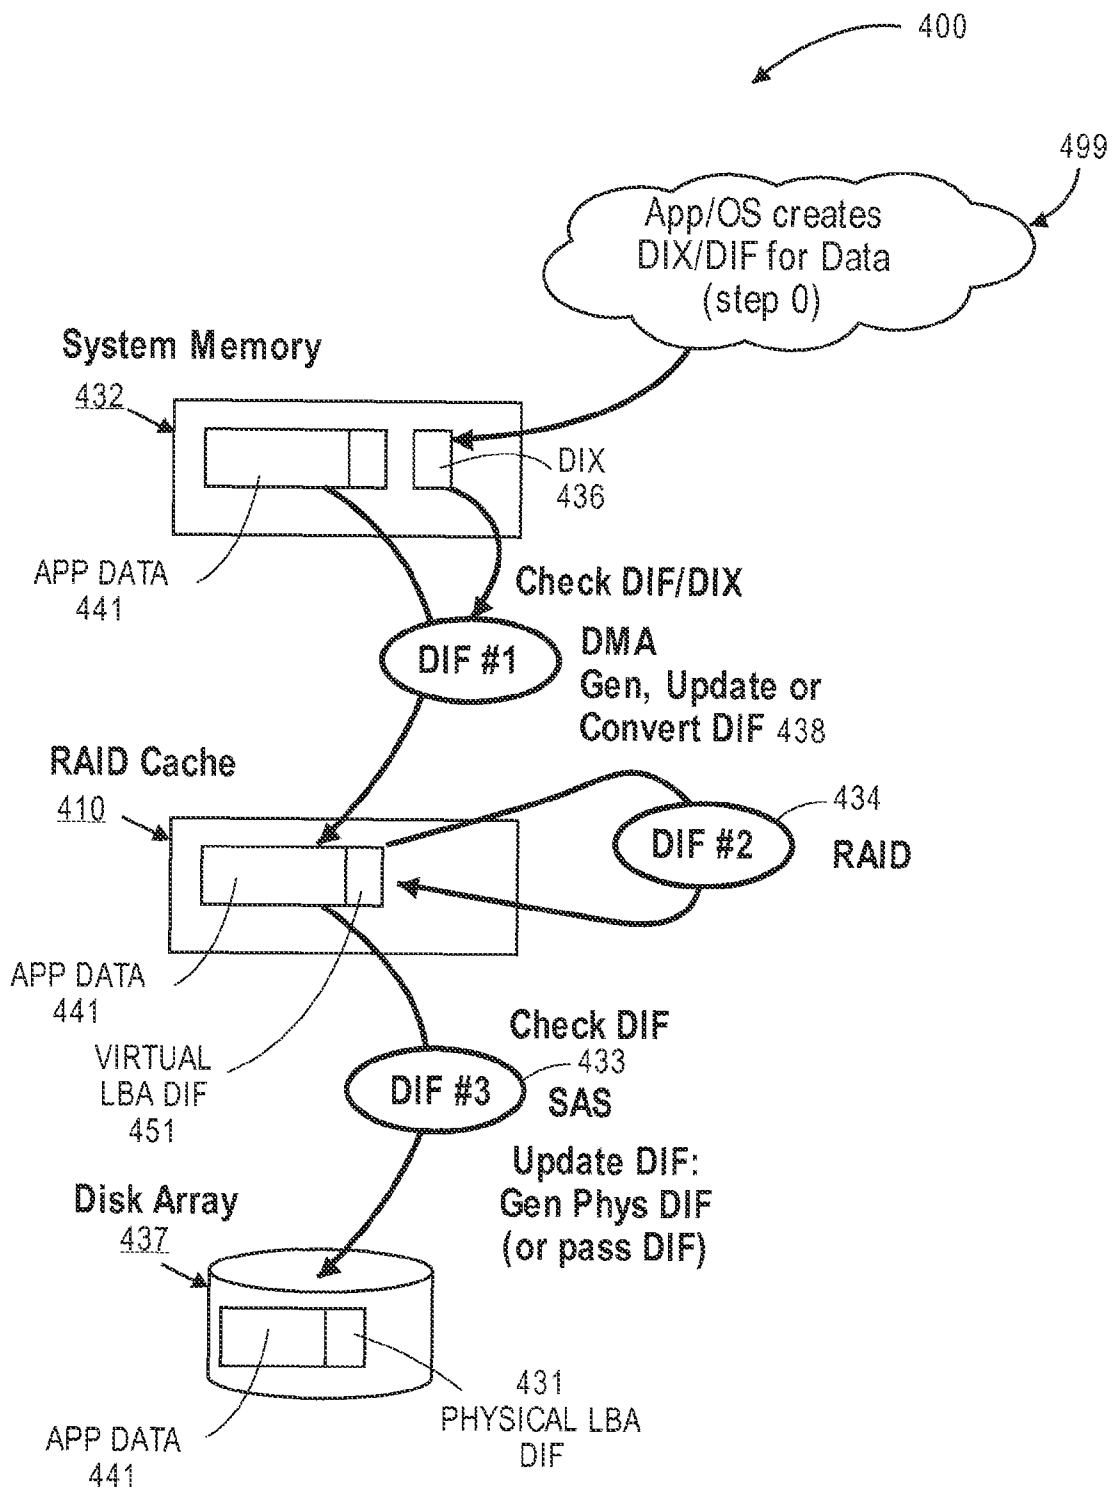 400
499
App/OS creates
DIX/DIF for Data
(step 0)
System Memory
432
DIX
436
APP DATA
441
Check DIF/DIX
DIF #1
DMA
Gen, Update or
Convert DIF 438
RAID Cache
410
434
DIF #2
RAID
APP DATA
441
VIRTUAL
LBA DIF
451
Check DIF
433
DIF #3
SAS
Update DIF:
Gen Phys DIF
(or pass DIF)
Disk Array
437
431
PHYSICAL LBA
DIF
APP DATA
441